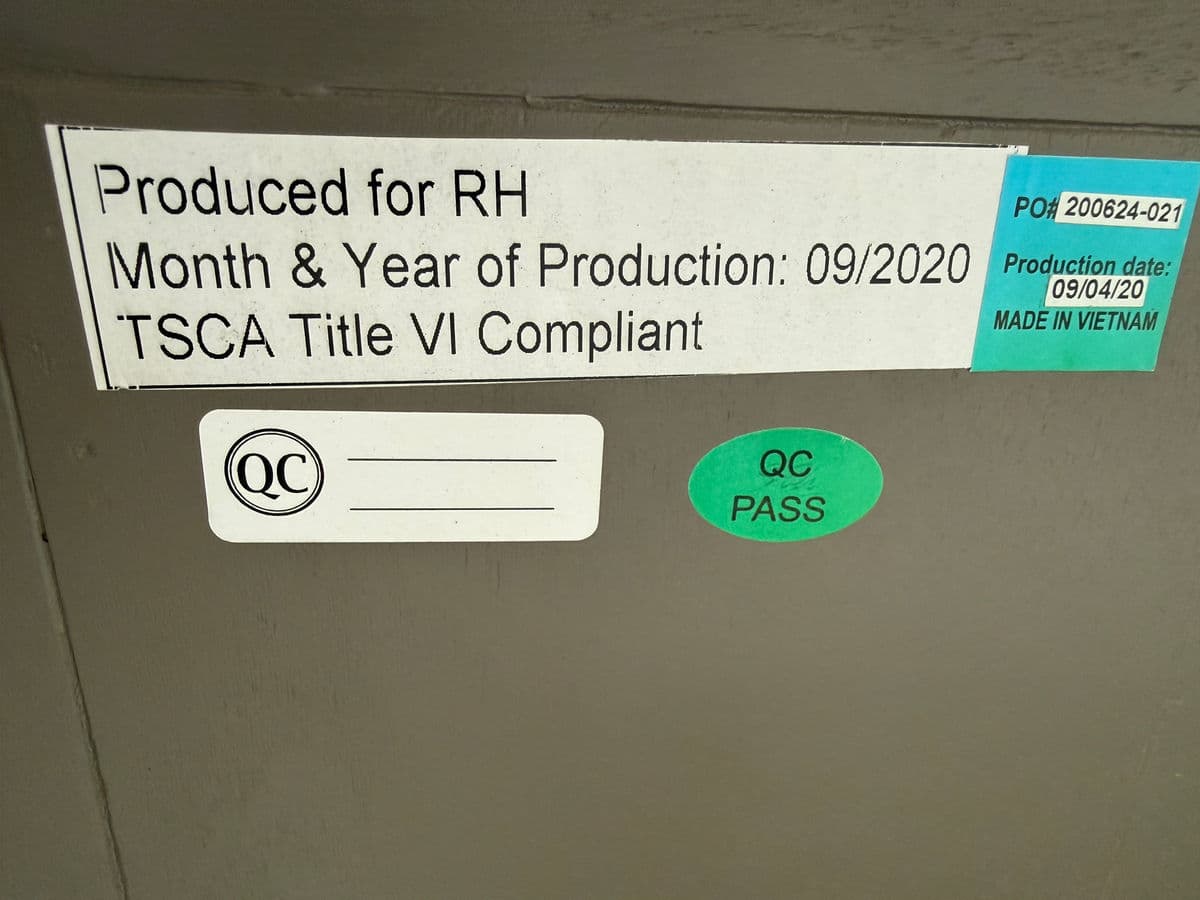 Produced for RH
Month & Year of Production: 09/2020
TSCA Title VI Compliant
PO# 200624-021
Production date:
09/04/20
MADE IN VIETNAM
QC
QC
PASS